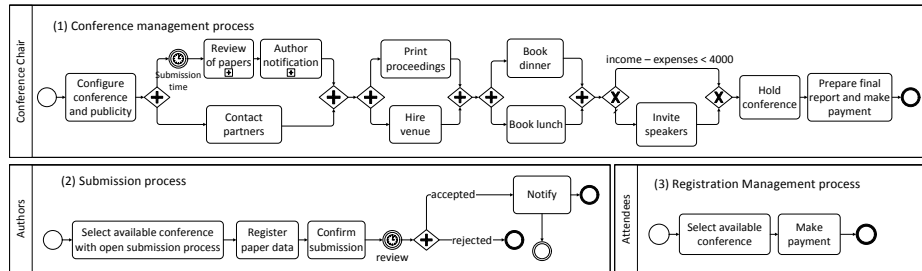 Conference Chair
(1) Conference management process
Configure
conference
and publicity
Submission
time
Review
of papers
Author
notification
Contact
partners
Print
proceedings
Hire
venue
Book
dinner
Book lunch
income – expenses < 4000
Invite
speakers
Hold
conference
Prepare final
report and make
payment
Authors
(2) Submission process
Select available conference
with open submission process
Register
paper data
Confirm
submission
review
accepted
rejected
Notify
Attendees
(3) Registration Management process
Select available
conference
Make
payment